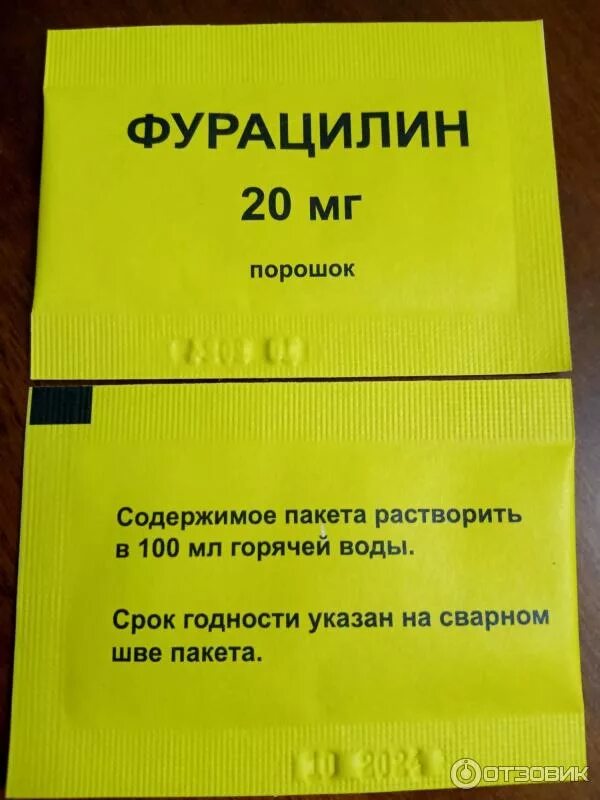 ФУРАЦИЛИН
20 мг
порошок
Содержимое пакета растворить
в 100 мл горячей воды.
Срок годности указан на сварном
шве пакета.
10 2024
ОТЗОВИК